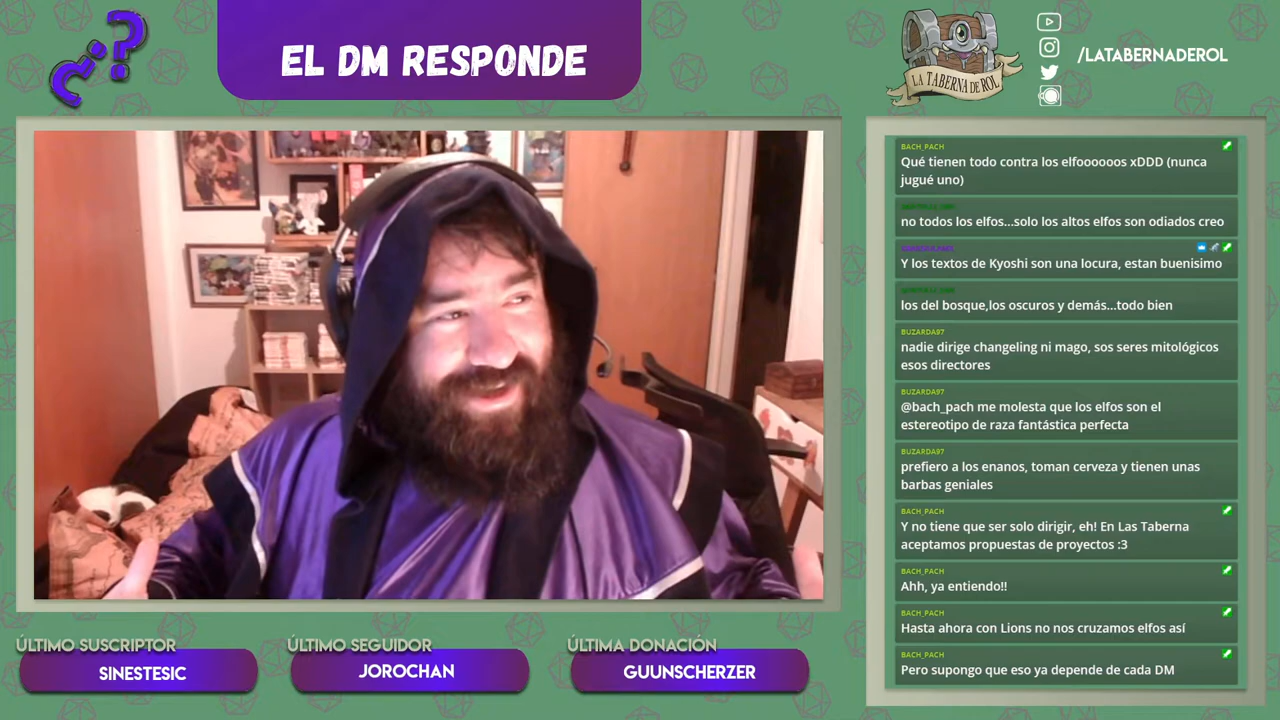 EL DM RESPONDE
LA TABERNA DE ROL
/LATABERNADEROL
BACH_PACH
Qué tienen todo contra los elfoooooos xDDD (nunca
jugué uno)
no todos los elfos...solo los altos elfos son odiados creo
Y los textos de Kyoshi son una locura, estan buenisimo
los del bosque,los oscuros y demás...todo bien
BUZARDA97
nadie dirige changeling ni mago, sos seres mitológicos
esos directores
BUZARDA97
@bach_pach me molesta que los elfos son el
estereotipo de raza fantástica perfecta
BUZARDA97
prefiero a los enanos, toman cerveza y tienen unas
barbas geniales
BACH_PACH
Y no tiene que ser solo dirigir, eh! En Las Taberna
aceptamos propuestas de proyectos :3
BACH_PACH
Ahh, ya entiendo!!
BACH_PACH
Hasta ahora con Lions no nos cruzamos elfos así
BACH_PACH
Pero supongo que eso ya depende de cada DM
ÚLTIMO SUSCRIPTOR
SINESTESIC
ÚLTIMO SEGUIDOR
JOROCHAN
ÚLTIMA DONACIÓN
GUUNSCHERZER